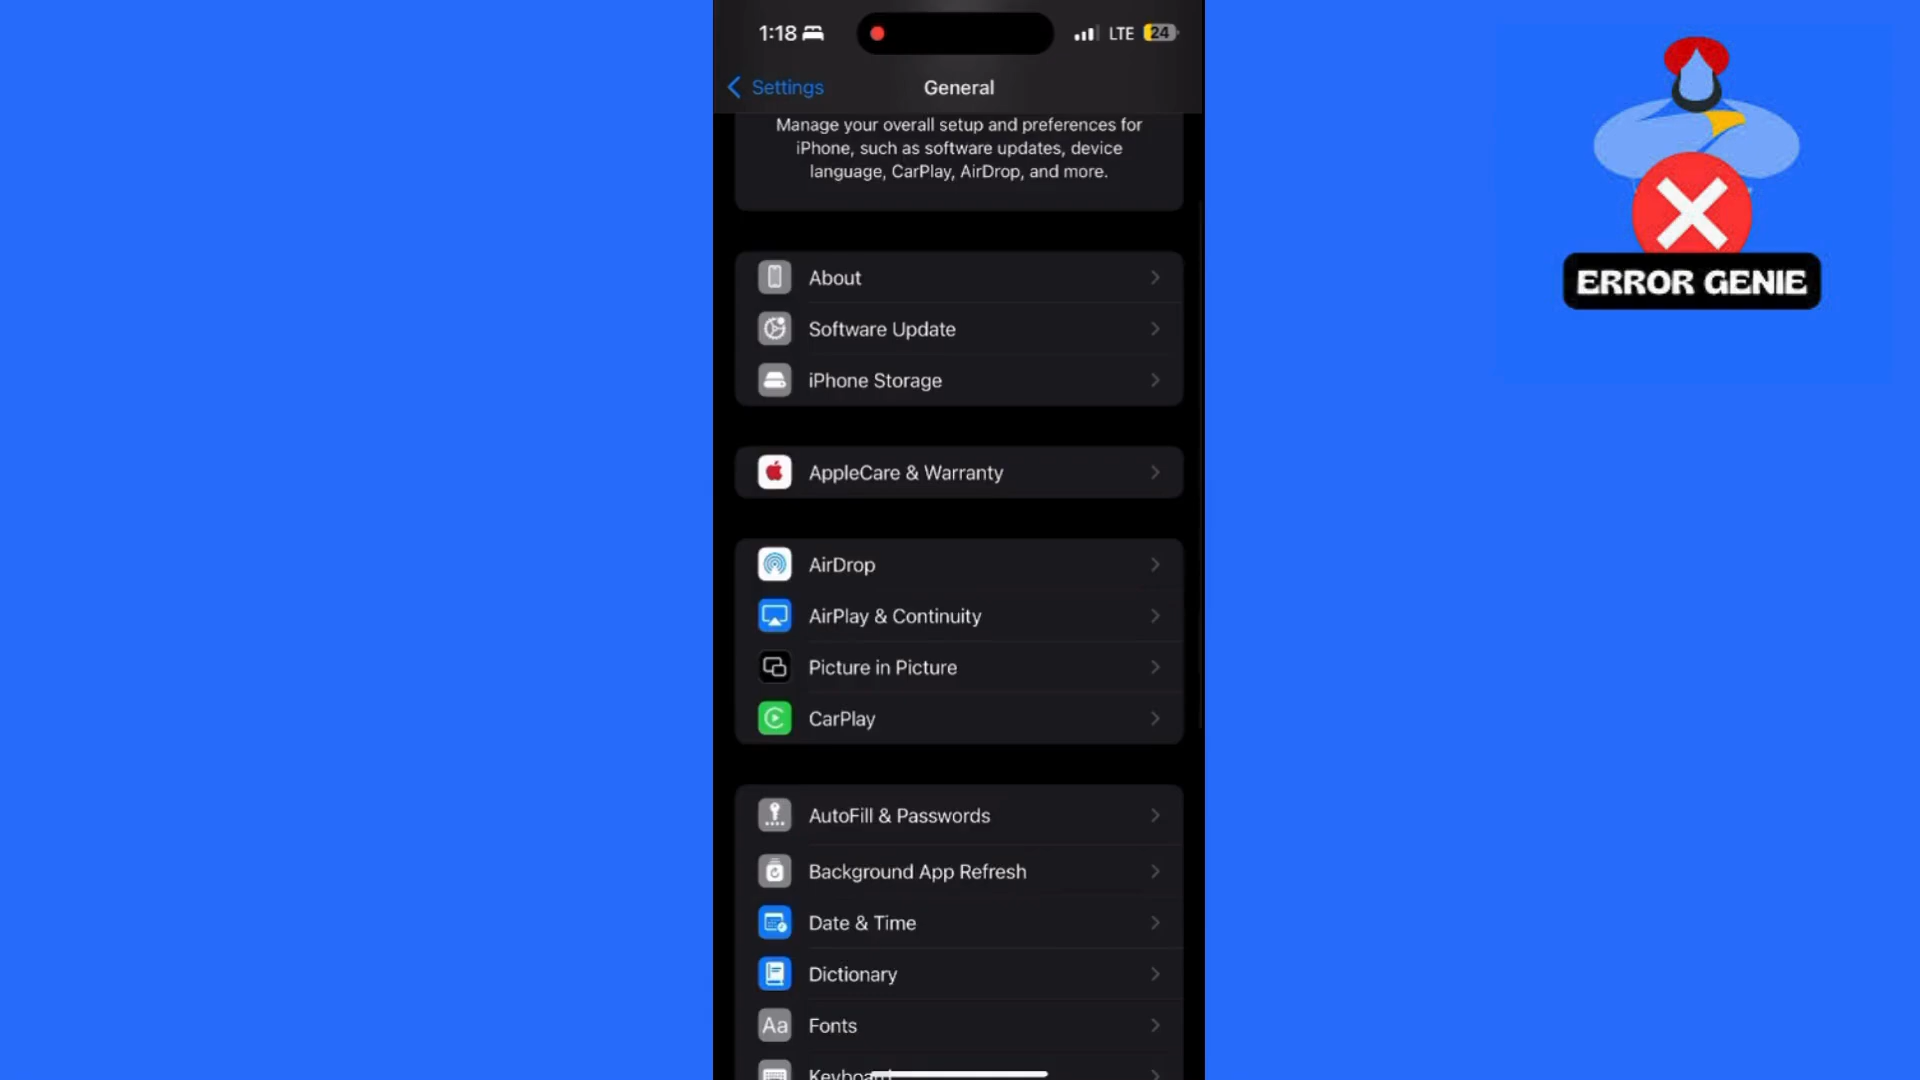 1:18
LTE
24
Settings
General
Manage your overall setup and preferences for
iPhone, such as software updates, device
language, CarPlay, AirDrop, and more.
ERROR GENIE
About
Software Update
iPhone Storage
AppleCare & Warranty
AirDrop
AirPlay & Continuity
Picture in Picture
CarPlay
AutoFill & Passwords
Background App Refresh
Date & Time
Dictionary
Aa
Fonts
Keyboard